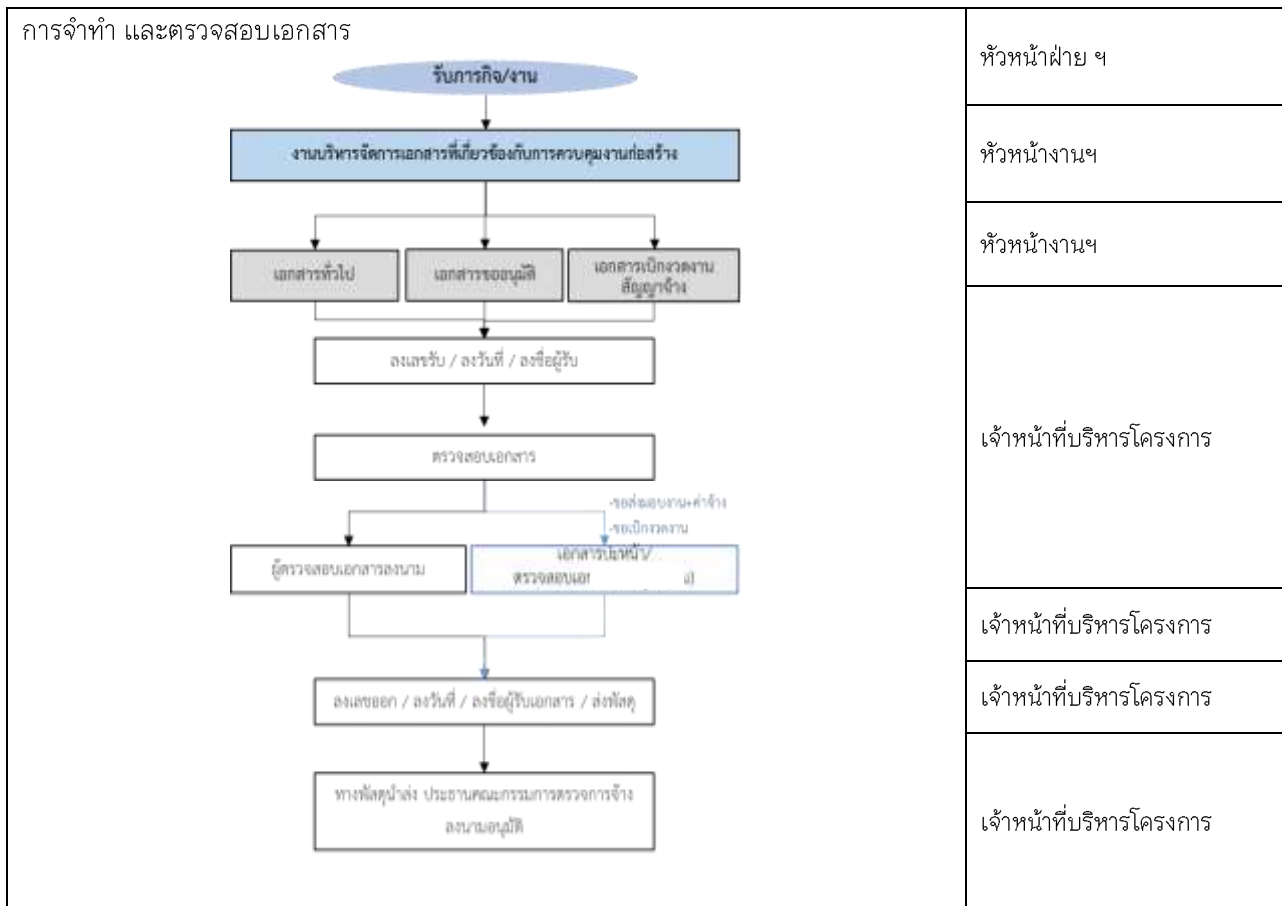 การจำทำ และตรวจสอบเอกสาร
หัวหน้าฝ่าย ฯ
รับภารกิจ/งาน
หัวหน้างานฯ
งานบริหารจัดการเอกสารที่เกี่ยวข้องกับการควบคุมงานก่อสร้าง
หัวหน้างานฯ
เอกสารทั่วไป
เอกสารขออนุมัติ
เอกสารเบิกงวดงาน
สัญญาจ้าง
ลงเลขรับ / ลงวันที่ / ลงชื่อผู้รับ
เจ้าหน้าที่บริหารโครงการ
ตรวจสอบเอกสาร
-ขอส่งมอบงาน+ค่าจ้าง
-ขอเบิกงวดงาน
ผู้ตรวจสอบเอกสารลงนาม
เอกสารปะหน้า/
เจ้าหน้าที่บริหารโครงการ
ลงเลขออก / ลงวันที่ / ลงชื่อผู้รับเอกสาร / ส่งพัสดุ
เจ้าหน้าที่บริหารโครงการ
ทางพัสดุนำส่ง ประธานคณะกรรมการตรวจการจ้าง
ลงนามอนุมัติ
เจ้าหน้าที่บริหารโครงการ